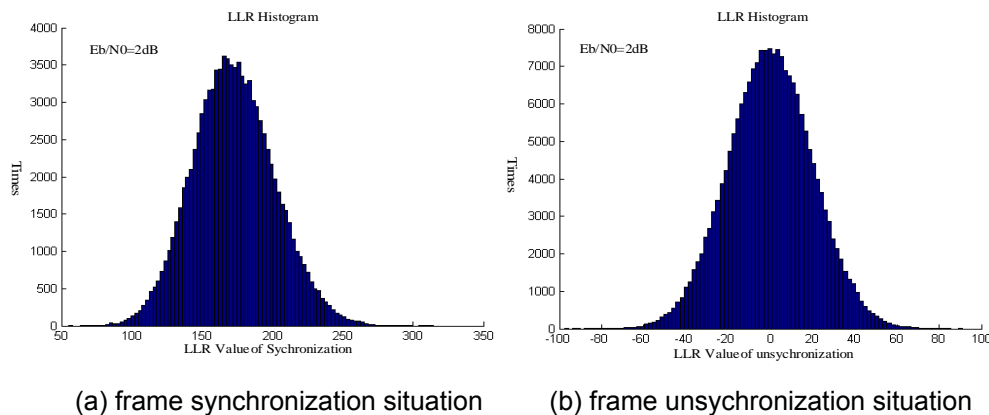 LLR Histogram
Eb/N0=2dB
4000
3500
3000
2500
2000
1500
1000
500
0
Times
50 100 150 200 250 300 350
LLR Value of Sychronization
(a) frame synchronization situation
LLR Histogram
Eb/N0=2dB
8000
7000
6000
5000
4000
3000
2000
1000
0
Times
-100 -80 -60 -40 -20 0 20 40 60 80 100
LLR Value of unsychronization
(b) frame unsychronization situation